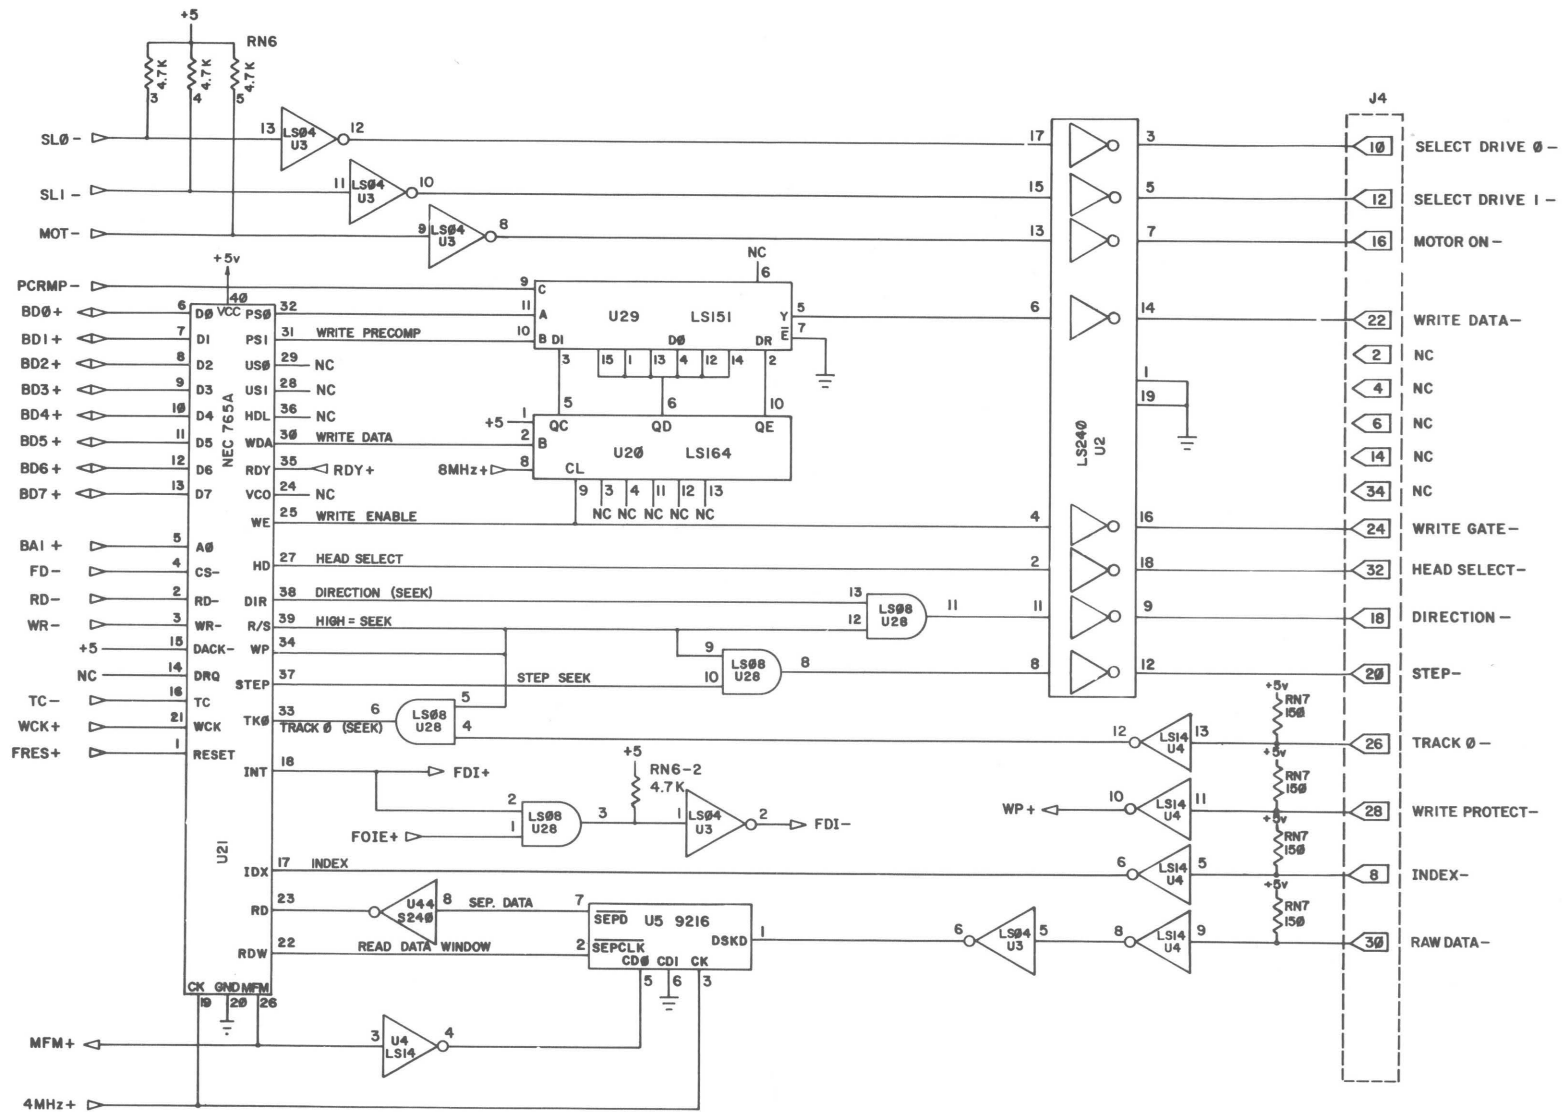 +5
RN6
4.7K
4.7K
4.7K
3
4
5
J4
SLØ-
13
LSØ4
U3
12
17
3
10
SELECT DRIVE Ø-
SL1-
11
LSØ4
U3
10
15
5
12
SELECT DRIVE 1-
MOT-
9
LSØ4
U3
8
13
7
16
MOTOR ON-
+5v
NC
6
PCRMP-
9
C
40
VCC
BDØ+
6
DØ
PSØ
32
11
A
U29
LS151
Y
5
6
14
22
WRITE DATA-
BD1+
7
D1
PS1
31
WRITE PRECOMP
10
B
D1
DØ
DR
E
7
BD2+
8
D2
USØ
29
NC
3
15
1
13
4
12
14
2
2
NC
BD3+
9
D3
US1
28
NC
1
4
NC
BD4+
10
D4
HDL
36
NC
+5
1
5
QC
6
QD
10
QE
19
6
NC
BD5+
11
D5
NEC 765A
WDA
30
WRITE DATA
2
B
U2Ø
LS164
LS240
U2
14
NC
BD6+
12
D6
RDY
35
RDY+
8MHz+
8
CL
BD7+
13
D7
VCO
24
NC
9
3
4
11
12
13
34
NC
NC NC NC NC NC
WE
25
WRITE ENABLE
4
16
24
WRITE GATE-
BA1+
5
AØ
FD-
4
CS-
HD
27
HEAD SELECT
2
18
32
HEAD SELECT-
RD-
2
RD-
DIR
38
DIRECTION (SEEK)
13
LSØ8
U28
11
11
9
18
DIRECTION-
WR-
3
WR-
R/S
39
HIGH=SEEK
12
+5
15
DACK-
WP
34
9
LSØ8
U28
8
8
12
20
STEP-
NC
14
DRQ
STEP
37
STEP SEEK
10
TC-
16
TC
WCK+
21
WCK
TKØ
33
TRACK Ø (SEEK)
6
LSØ8
U28
5
4
+5v
RN7
150
12
LS14
U4
13
26
TRACK Ø-
FRES+
1
RESET
INT
18
FDI+
+5
RN6-2
4.7K
+5v
RN7
150
2
LSØ8
U28
3
1
LSØ4
U3
2
FDI-
WP+
10
LS14
U4
11
28
WRITE PROTECT-
FOIE+
1
+5v
RN7
150
U21
IDX
17
INDEX
6
LS14
U4
5
8
INDEX-
+5v
RN7
150
RD
23
U44
S240
8
SEP. DATA
7
SEPD
U5 9216
DSKD
1
6
LSØ4
U3
5
8
LS14
U4
9
30
RAW DATA-
RDW
22
READ DATA WINDOW
2
SEPCLK
CDØ
CD1
CK
5
6
3
CK
GND
MFM
19
20
26
MFM+
3
U4
LS14
4
4MHz+